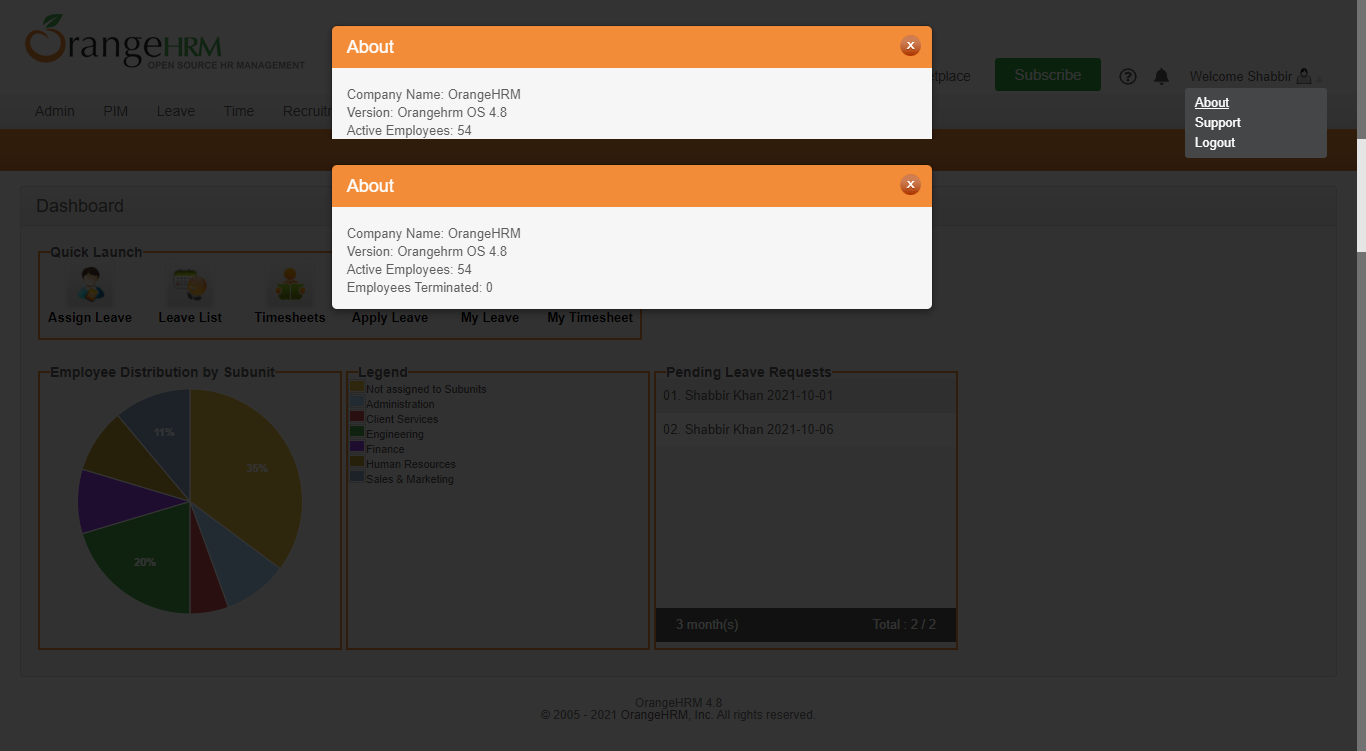 OrangeHRM
OPEN SOURCE HR MANAGEMENT
Subscribe
Welcome Shabbir
Admin PIM Leave Time
About
Support
Logout
About x
Company Name: OrangeHRM
Version: Orangehrm OS 4.8
Active Employees: 54
About x
Company Name: OrangeHRM
Version: Orangehrm OS 4.8
Active Employees: 54
Employees Terminated: 0
Dashboard
Quick Launch
Assign Leave Leave List Timesheets Apply Leave My Leave My Timesheet
Employee Distribution by Subunit
11%
35%
20%
Legend
Not assigned to Subunits
Administration
Client Services
Engineering
Finance
Human Resources
Sales & Marketing
Pending Leave Requests
01. Shabbir Khan 2021-10-01
02. Shabbir Khan 2021-10-06
3 month(s) Total : 2 / 2
OrangeHRM 4.8
© 2005 - 2021 OrangeHRM, Inc. All rights reserved.